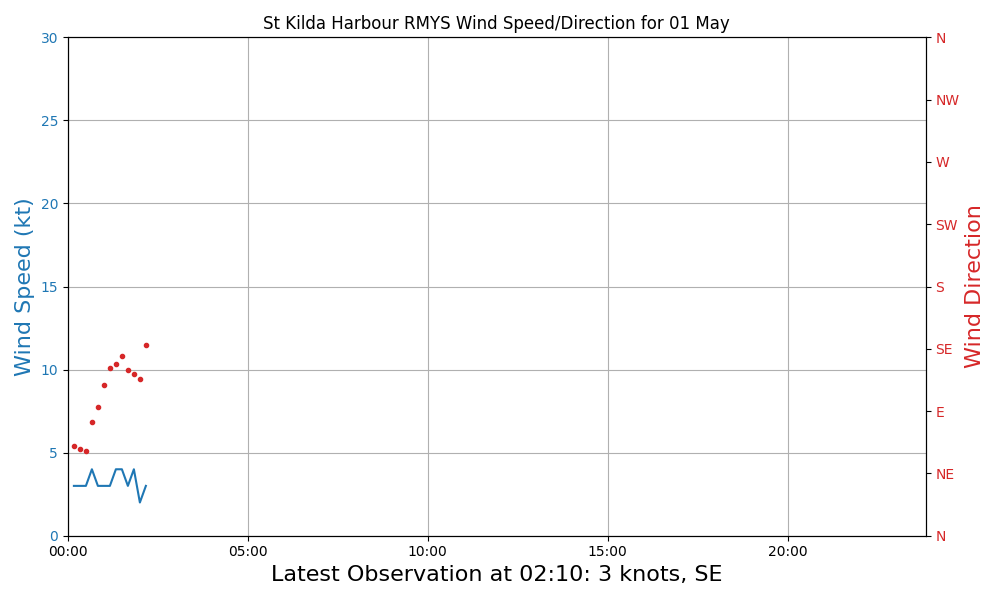 St Kilda Harbour RMYS Wind Speed/Direction for 01 May
30
25
20
15
10
5
0
Wind Speed (kt)
N
NW
W
SW
S
SE
E
NE
N
Wind Direction
00:00 05:00 10:00 15:00 20:00
Latest Observation at 02:10: 3 knots, SE